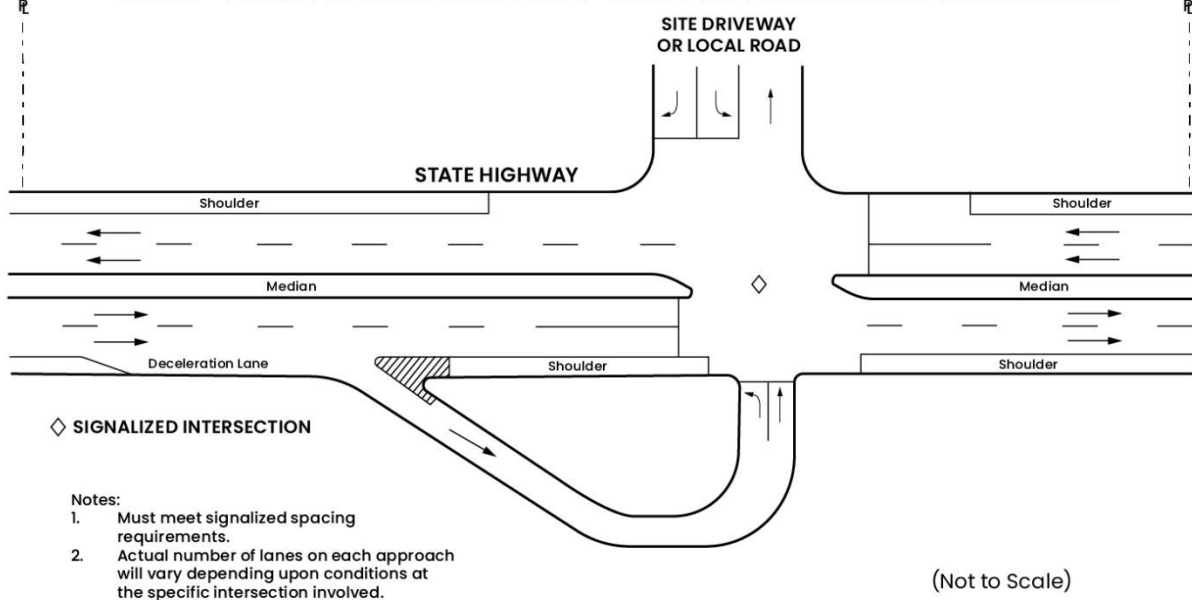 PL
PL
SITE DRIVEWAY
OR LOCAL ROAD
STATE HIGHWAY
Shoulder
Shoulder
Median
Median
Deceleration Lane
Shoulder
Shoulder
◇ SIGNALIZED INTERSECTION
Notes:
1. Must meet signalized spacing
requirements.
2. Actual number of lanes on each approach
will vary depending upon conditions at
the specific intersection involved.
(Not to Scale)